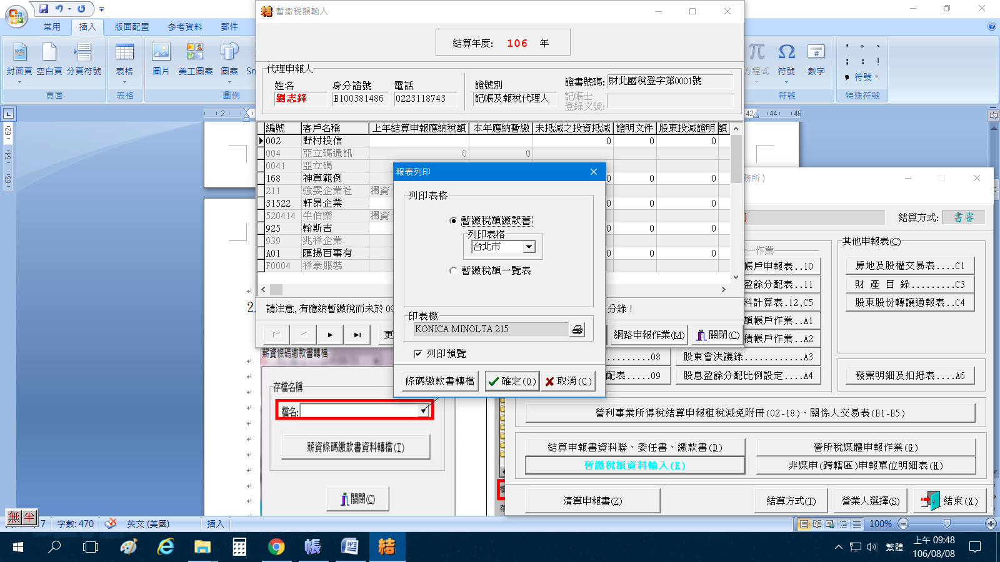 暫繳稅額輸入
常用 插入 版面配置 參考資料 郵件
封面頁 空白頁 分頁符號 表格 圖片 美工圖案 圖案
頁面 表格 圖例
方程式 符號 數字 符號
符號 特殊符號
結算年度: 106 年
代理申報人
姓名 身分證號 電話 證號別 證書號碼: 財北國稅登字第0001號
劉志鋒 B100381486 0223118743 記帳及報稅代理人 記帳士
登錄文號:
編號 客戶名稱 上年結算申報應納稅額 本年應納暫繳 未抵減之投資抵減 證明文件 股東投減證明
002 野村投信 0 0 0
004 亞立碼通訊 0 0
0041 亞立碼
168 神算範例 0 0 0
211 強雯企業社 獨資
31522 軒昂企業 0 0 0
520414 牛伯樂 獨資
925 翰斯吉 0 0 0
939 兆祥企業
A01 匯揚百事有 0 0 0
F0004 祥豪服裝
請注意, 有應納暫繳稅而未於 09
分錄 !
更
網路申報作業(M) 關閉(C)
報表列印
列印表格
暫繳稅額繳款書
列印表格
台北市
暫繳稅額一覽表
印表機
KONICA MINOLTA 215
列印預覽
條碼繳款書轉檔 確定(O) 取消(C)
2.
薪資條碼繳款書轉檔
存檔名稱
檔名:
薪資條碼繳款書資料轉檔(T)
關閉(C)
務所 )
結算方式: 書審
一作業 其他申報表(C)
帳戶申報表..10 房地及股權交易表....C1
盈餘分配表..11 財 產 目 錄.........C3
料計算表.12,C5 股東股份轉讓通報表..C4
額帳戶作業..A1
積帳戶作業..A2
.........08 股東會決議錄...........A3
配表.....09 股息盈餘分配比例設定....A4 發票明細及扣抵表....A6
營利事業所得稅結算申報租稅減免附冊(02-18)、關係人交易表(B1-B5)
結算申報書資料聯、委任書、繳款書(D) 營所稅媒體申報作業(G)
暫繳稅額資料輸入(E) 非媒申(跨轄區)申報單位明細表(H)
清算申報書(Z) 結算方式(T) 營業人選擇(S) 結束(X)
無 半 7 字數: 470 英文 (美國) 插入 100%
帳 結 繁體 上午 09:48
106/08/08